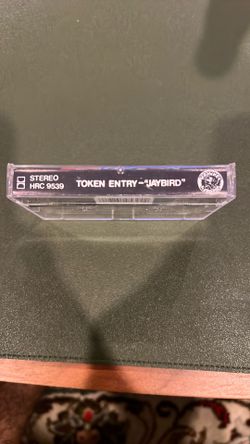 STEREO
HRC 9539
TOKEN ENTRY–"JAYBIRD"